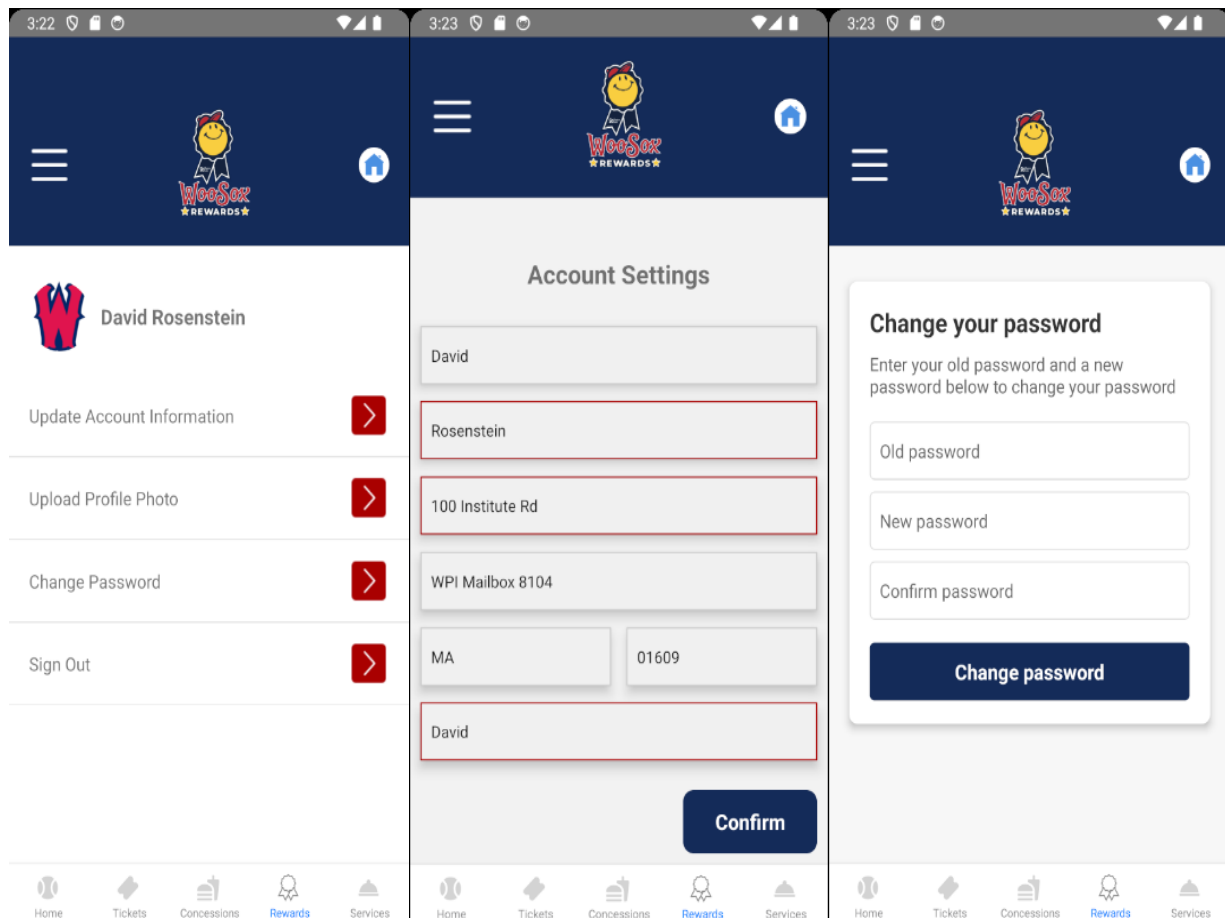 3:22
WooSox
REWARDS
David Rosenstein
Update Account Information
Upload Profile Photo
Change Password
Sign Out
Home Tickets Concessions Rewards Services
3:23
WooSox
REWARDS
Account Settings
David
Rosenstein
100 Institute Rd
WPI Mailbox 8104
MA 01609
David
Confirm
Home Tickets Concessions Rewards Services
3:23
WooSox
REWARDS
Change your password
Enter your old password and a new
password below to change your password
Old password
New password
Confirm password
Change password
Home Tickets Concessions Rewards Services